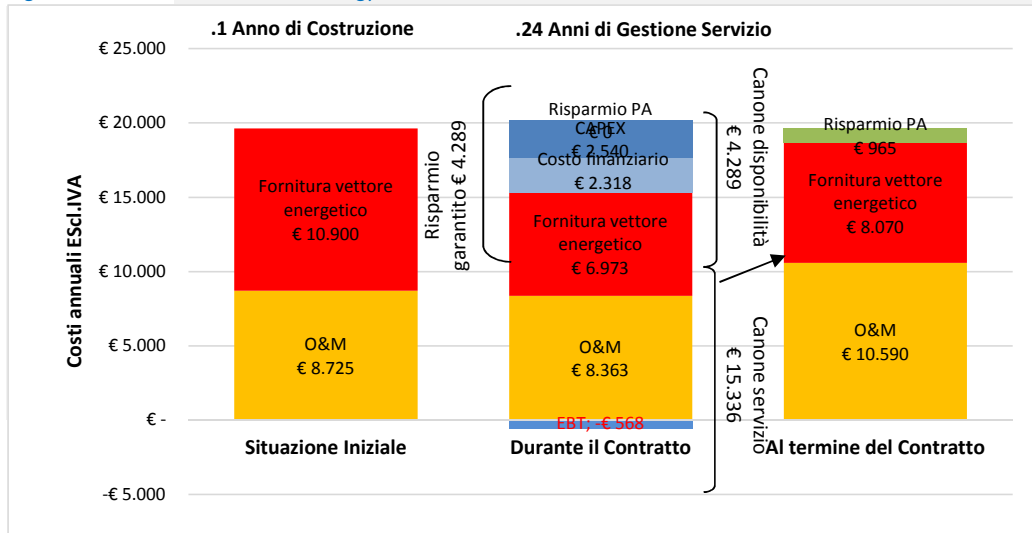 .1 Anno di Costruzione
.24 Anni di Gestione Servizio
Costi annuali EScl.IVA
€ 25.000
€ 20.000
€ 15.000
€ 10.000
€ 5.000
€ -
-€ 5.000
Fornitura vettore
energetico
€ 10.900
O&M
€ 8.725
Situazione Iniziale
Risparmio
garantito € 4.289
Risparmio PA
€ 0
CAPEX
€ 2.540
Costo finanziario
€ 2.318
Fornitura vettore
energetico
€ 6.973
O&M
€ 8.363
EBT; -€ 568
Durante il Contratto
Canone disponibilità
€ 4.289
Canone servizio
€ 15.336
Risparmio PA
€ 965
Fornitura vettore
energetico
€ 8.070
O&M
€ 10.590
Al termine del Contratto